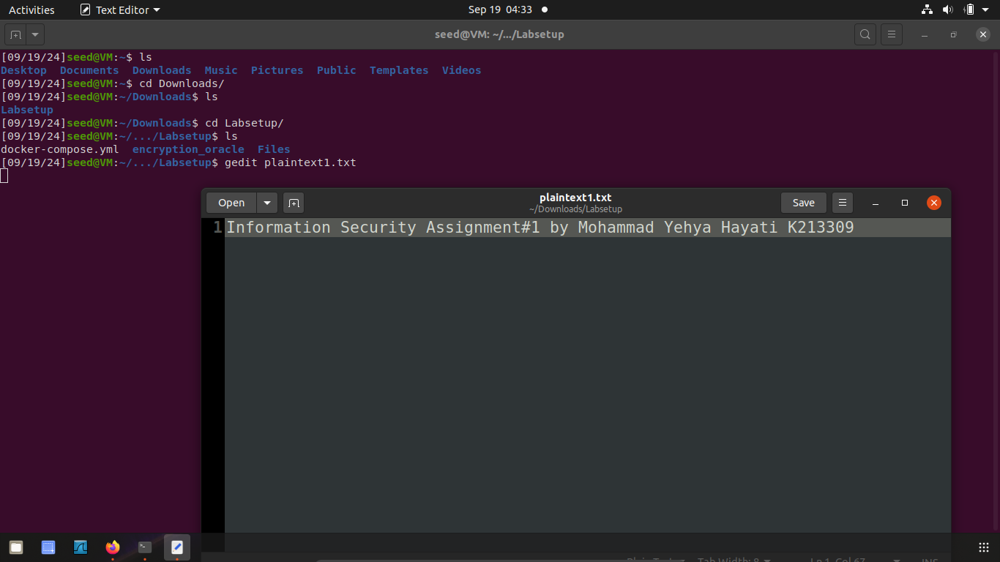 Activities Text Editor Sep 19 04:33
seed@VM: ~/.../Labsetup
[09/19/24]seed@VM:~$ ls
Desktop Documents Downloads Music Pictures Public Templates Videos
[09/19/24]seed@VM:~$ cd Downloads/
[09/19/24]seed@VM:~/Downloads$ ls
Labsetup
[09/19/24]seed@VM:~/Downloads$ cd Labsetup/
[09/19/24]seed@VM:~/.../Labsetup$ ls
docker-compose.yml encryption_oracle Files
[09/19/24]seed@VM:~/.../Labsetup$ gedit plaintext1.txt
Open plaintext1.txt Save
~/Downloads/Labsetup
1 Information Security Assignment#1 by Mohammad Yehya Hayati K213309
Tab Width: 8 Ln 1, Col 67 INS